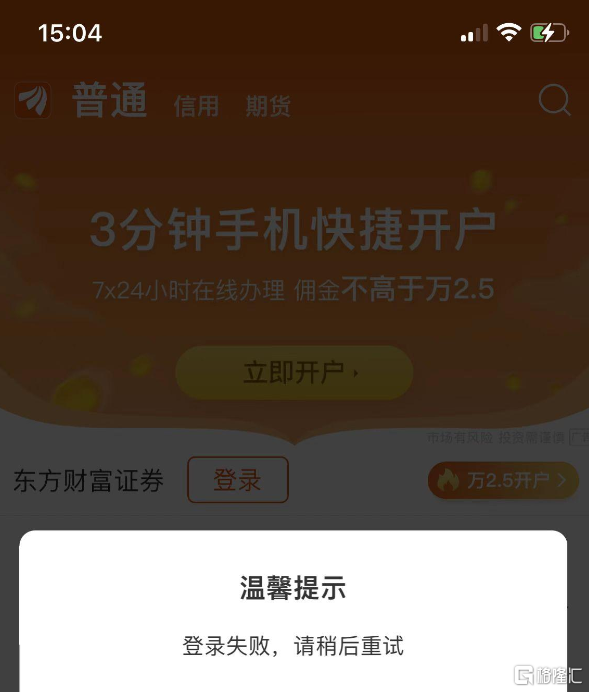 15:04
普通 信用 期货
3分钟手机快捷开户
7x24小时在线办理 佣金不高于万2.5
立即开户
市场有风险 投资需谨慎
东方财富证券 登录 万2.5开户
温馨提示
登录失败，请稍后重试
格隆汇